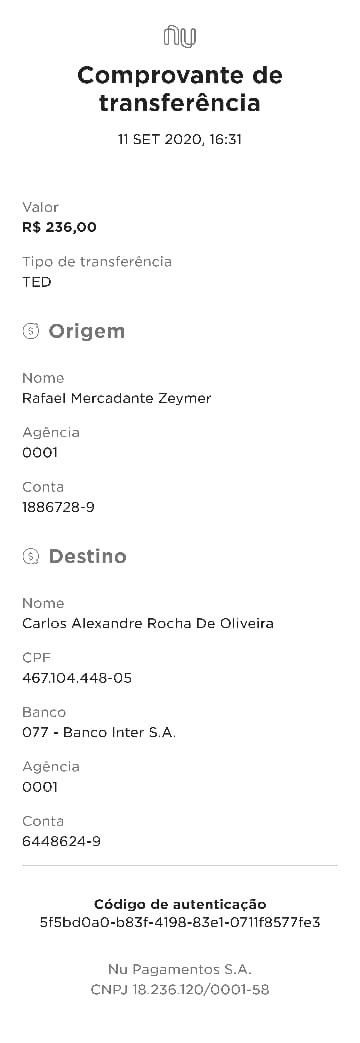 nu
Comprovante de
transferência
11 SET 2020, 16:31
Valor
R$ 236,00
Tipo de transferência
TED
Origem
Nome
Rafael Mercadante Zeymer
Agência
0001
Conta
1886728-9
Destino
Nome
Carlos Alexandre Rocha De Oliveira
CPF
467.104.448-05
Banco
077 - Banco Inter S.A.
Agência
0001
Conta
6448624-9
Código de autenticação
5f5bd0a0-b83f-4198-83e1-0711f8577fe3
Nu Pagamentos S.A.
CNPJ 18.236.120/0001-58